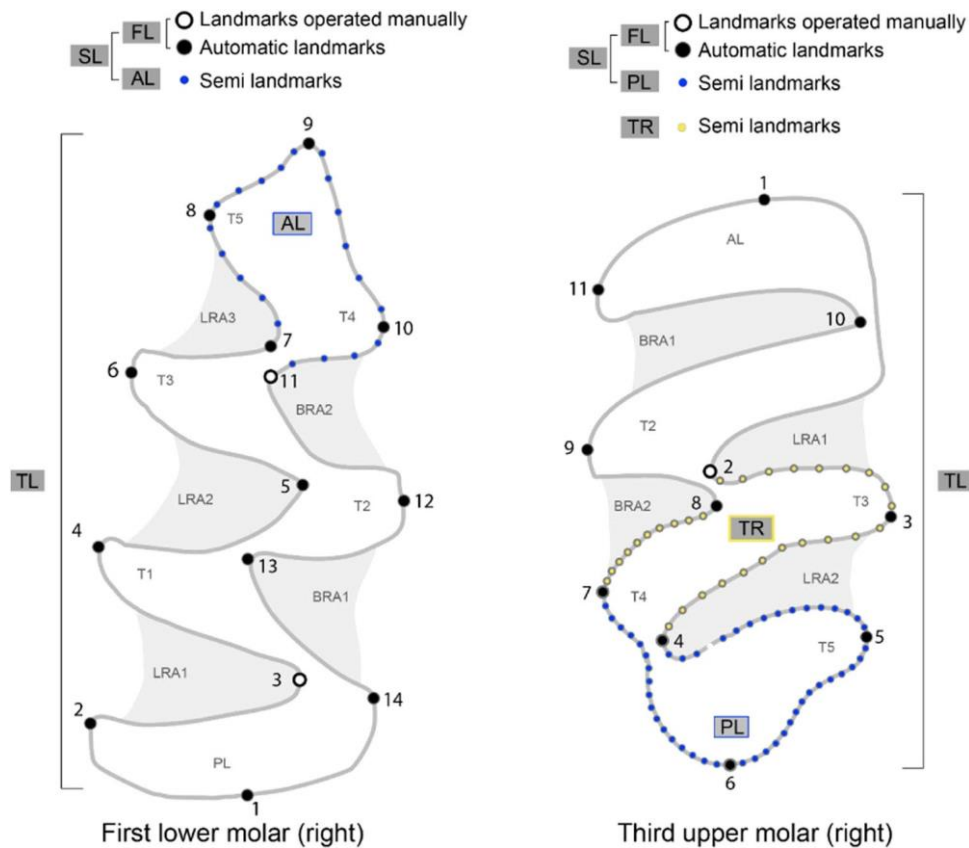 Landmarks operated manually
FL
SL
Automatic landmarks
AL
Semi landmarks
9
8
T5
AL
LRA3
T4
10
7
6
T3
11
BRA2
TL
5
LRA2
T2
12
4
13
T1
BRA1
LRA1
3
14
2
PL
1
First lower molar (right)
Landmarks operated manually
FL
SL
Automatic landmarks
PL
Semi landmarks
TR
Semi landmarks
1
AL
11
10
BRA1
T2
LRA1
9
2
TL
BRA2
8
T3
TR
3
LRA2
7
T4
4
5
T5
PL
6
Third upper molar (right)